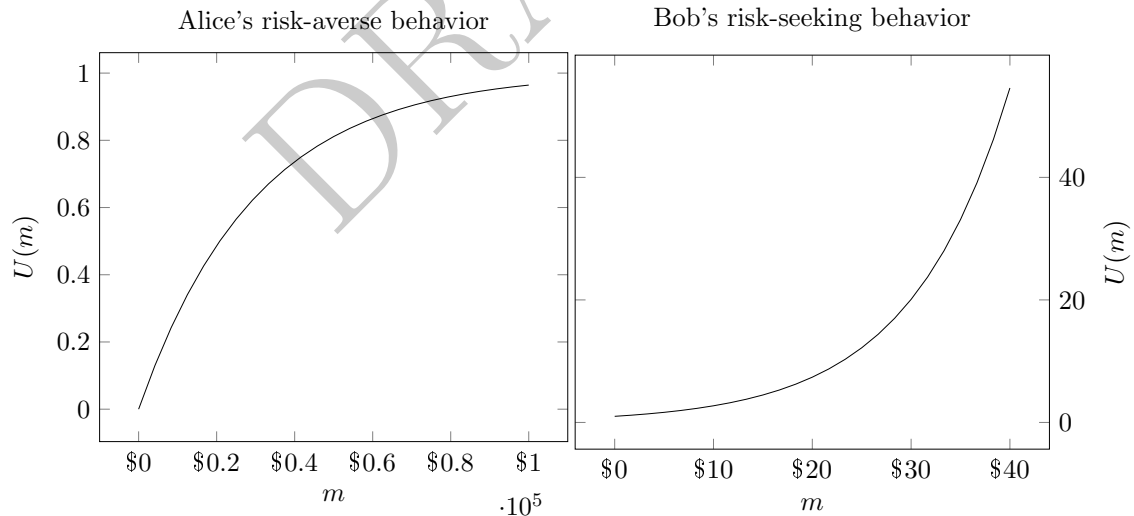 Alice's risk-averse behavior
1
0.8
0.6
0.4
0.2
0
U(m)
$0 $0.2 $0.4 $0.6 $0.8 $1
m
·10^5
Bob's risk-seeking behavior
40
20
0
U(m)
$0 $10 $20 $30 $40
m
DRA